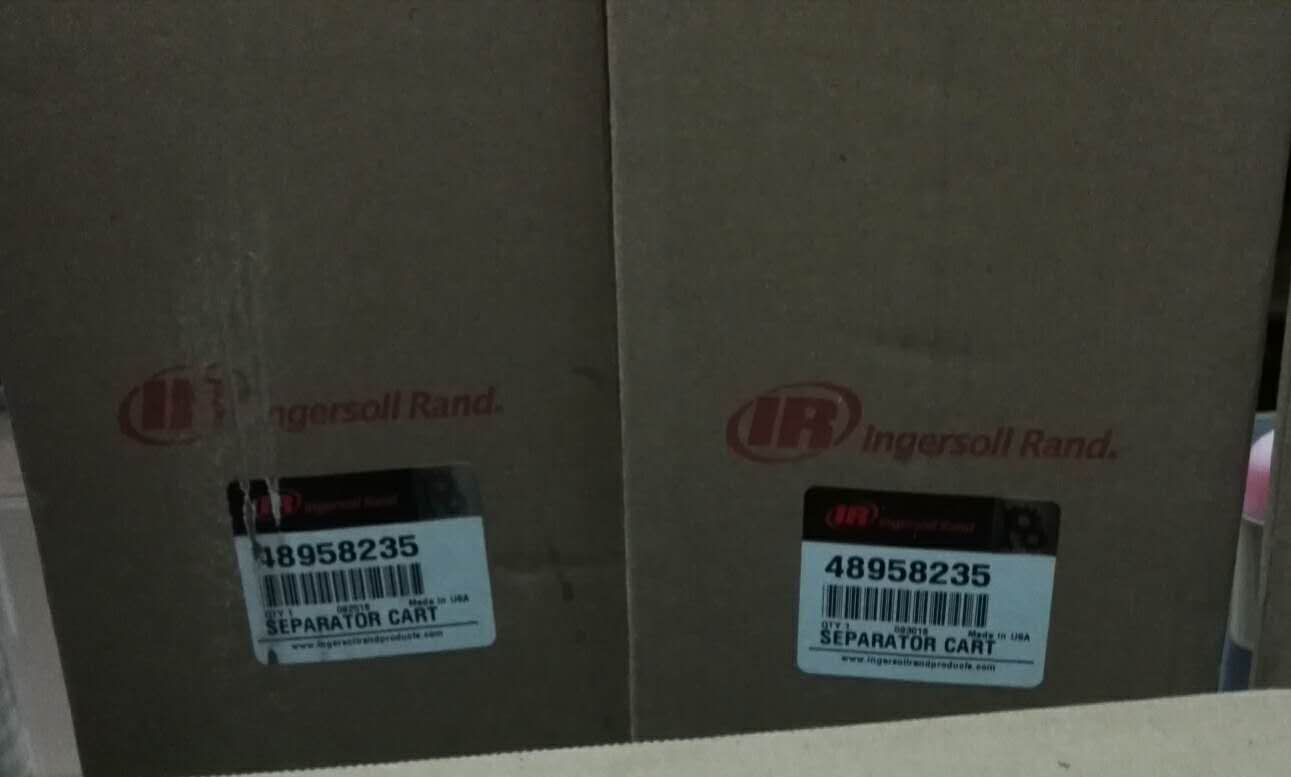 Ingersoll Rand.
IR Ingersoll Rand
48958235
QTY 1 Made in USA
SEPARATOR CART
www.ingersollrandproducts.com
IR Ingersoll Rand.
IR Ingersoll Rand
48958235
QTY 1 Made in USA
SEPARATOR CART
www.ingersollrandproducts.com